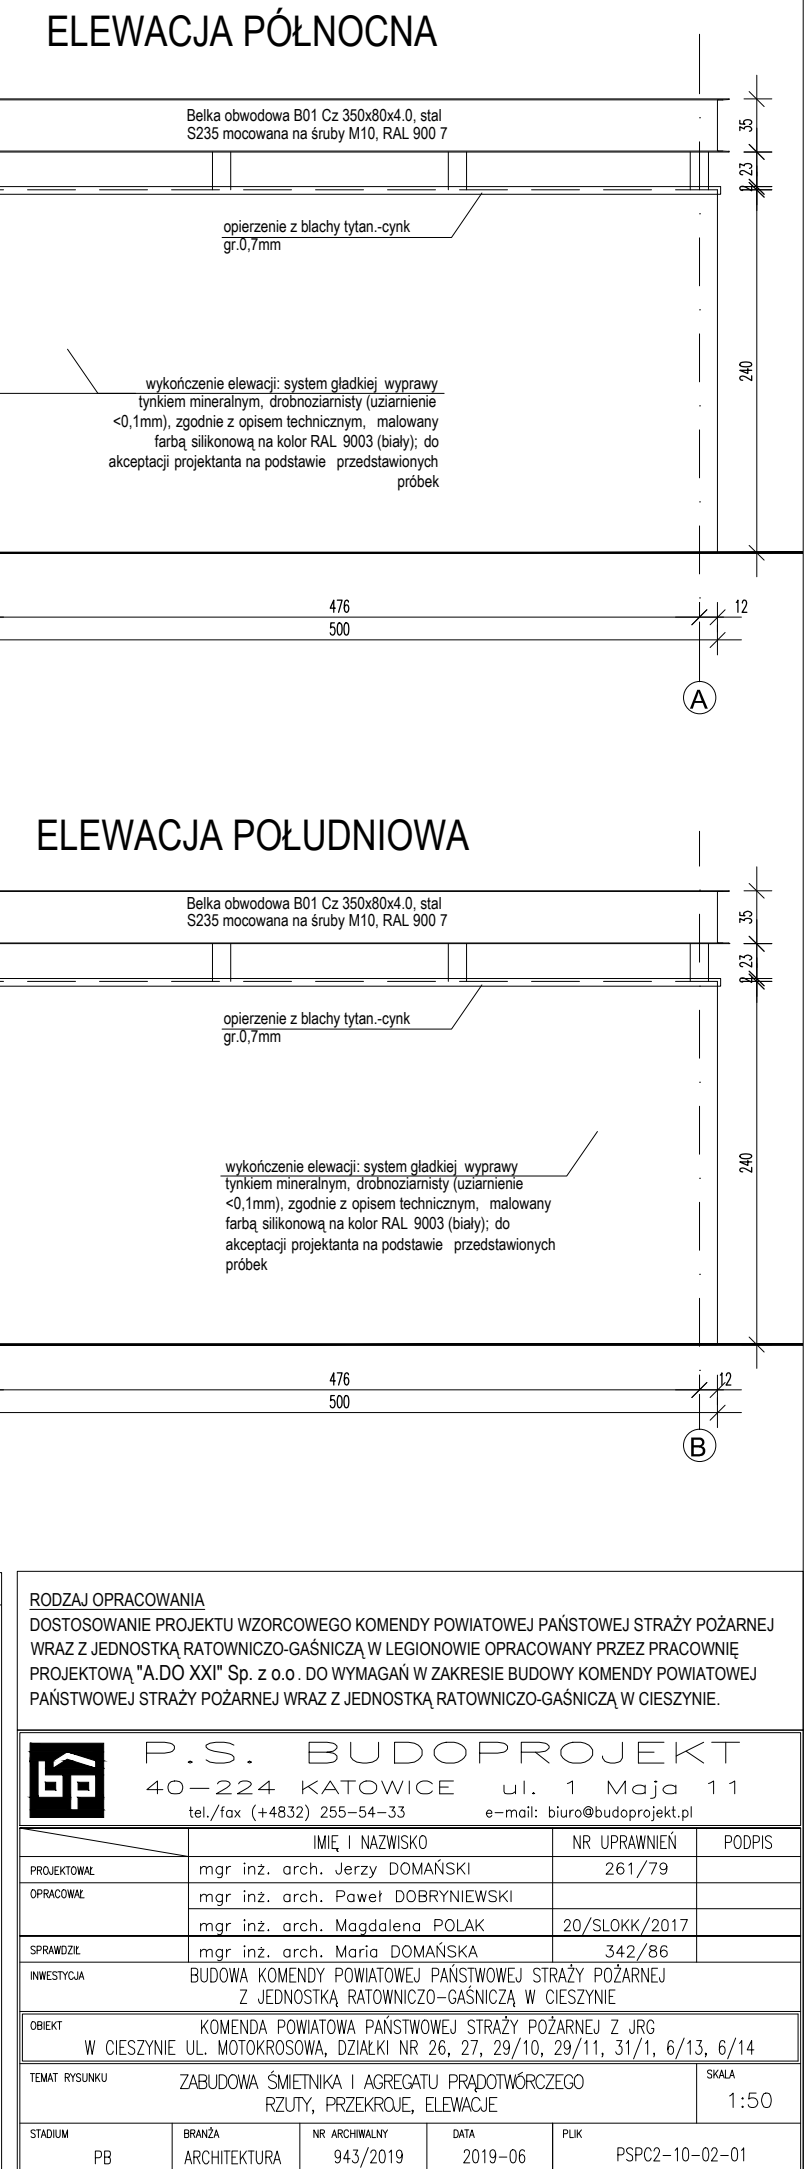 ELEWACJA PÓŁNOCNA
Belka obwodowa B01 Cz 350x80x4.0, stal
S235 mocowana na śruby M10, RAL 900 7
35
23
2
opierzenie z blachy tytan.-cynk
gr.0,7mm
240
wykończenie elewacji: system gładkiej wyprawy
tynkiem mineralnym, drobnoziarnisty (uziarnienie
<0,1mm), zgodnie z opisem technicznym, malowany
farbą silikonową na kolor RAL 9003 (biały); do
akceptacji projektanta na podstawie przedstawionych
próbek
476 12
500
A
ELEWACJA POŁUDNIOWA
Belka obwodowa B01 Cz 350x80x4.0, stal
S235 mocowana na śruby M10, RAL 900 7
35
23
2
opierzenie z blachy tytan.-cynk
gr.0,7mm
240
wykończenie elewacji: system gładkiej wyprawy
tynkiem mineralnym, drobnoziarnisty (uziarnienie
<0,1mm), zgodnie z opisem technicznym, malowany
farbą silikonową na kolor RAL 9003 (biały); do
akceptacji projektanta na podstawie przedstawionych
próbek
476 12
500
B
RODZAJ OPRACOWANIA
DOSTOSOWANIE PROJEKTU WZORCOWEGO KOMENDY POWIATOWEJ PAŃSTOWEJ STRAŻY POŻARNEJ
WRAZ Z JEDNOSTKĄ RATOWNICZO-GAŚNICZĄ W LEGIONOWIE OPRACOWANY PRZEZ PRACOWNIĘ
PROJEKTOWĄ "A.DO XXI" Sp. z o.o. DO WYMAGAŃ W ZAKRESIE BUDOWY KOMENDY POWIATOWEJ
PAŃSTWOWEJ STRAŻY POŻARNEJ WRAZ Z JEDNOSTKĄ RATOWNICZO-GAŚNICZĄ W CIESZYNIE.
bp
P.S. BUDOPROJEKT
40-224 KATOWICE ul. 1 Maja 11
tel./fax (+4832) 255-54-33 e-mail: biuro@budoprojekt.pl
IMIĘ I NAZWISKO NR UPRAWNIEŃ PODPIS
PROJEKTOWAŁ mgr inż. arch. Jerzy DOMAŃSKI 261/79
OPRACOWAŁ mgr inż. arch. Paweł DOBRYNIEWSKI
mgr inż. arch. Magdalena POLAK 20/SLOKK/2017
SPRAWDZIŁ mgr inż. arch. Maria DOMAŃSKA 342/86
INWESTYCJA BUDOWA KOMENDY POWIATOWEJ PAŃSTWOWEJ STRAŻY POŻARNEJ
Z JEDNOSTKĄ RATOWNICZO-GAŚNICZĄ W CIESZYNIE
OBIEKT KOMENDA POWIATOWA PAŃSTWOWEJ STRAŻY POŻARNEJ Z JRG
W CIESZYNIE UL. MOTOKROSOWA, DZIAŁKI NR 26, 27, 29/10, 29/11, 31/1, 6/13, 6/14
TEMAT RYSUNKU ZABUDOWA ŚMIETNIKA I AGREGATU PRĄDOTWÓRCZEGO SKALA
RZUTY, PRZEKROJE, ELEWACJE 1:50
STADIUM BRANŻA NR ARCHIWALNY DATA PLIK
PB ARCHITEKTURA 943/2019 2019-06 PSPC2-10-02-01